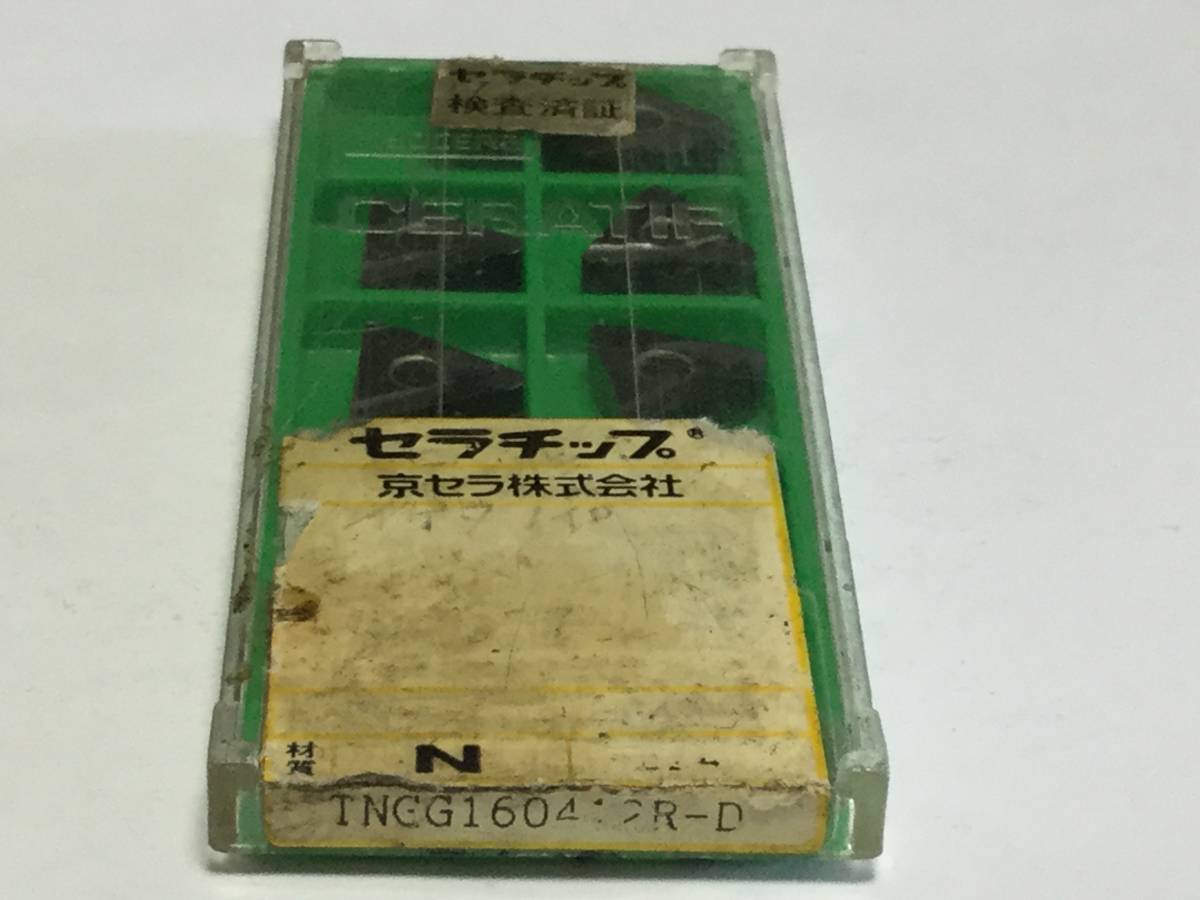 セラチップ
検査済証
CERATIP
セラチップ®
京セラ株式会社
材質 N
TNGG160412R-D